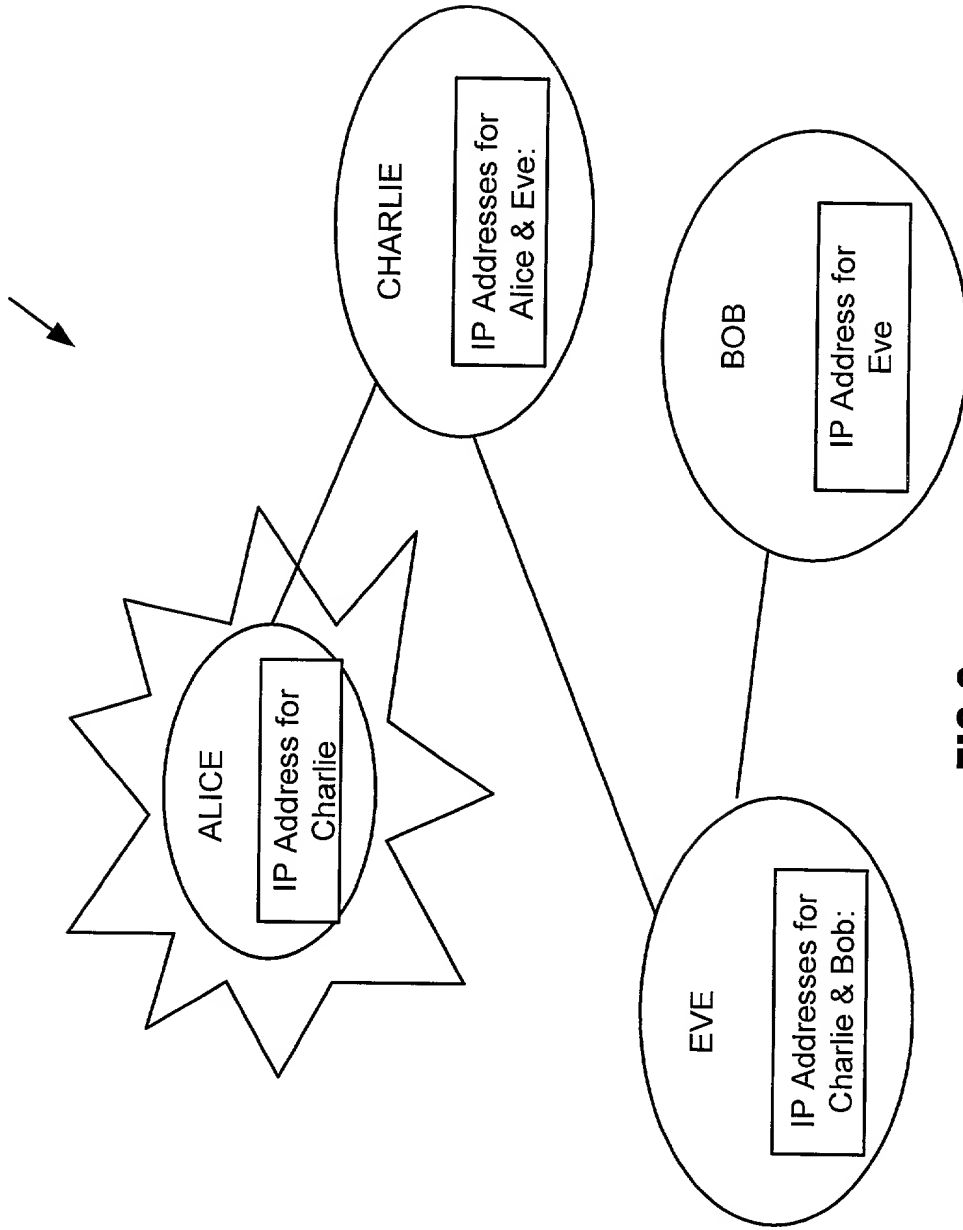 ALICE
IP Address for
Charlie
CHARLIE
IP Addresses for
Alice & Eve:
EVE
IP Addresses for
Charlie & Bob:
BOB
IP Address for
Eve